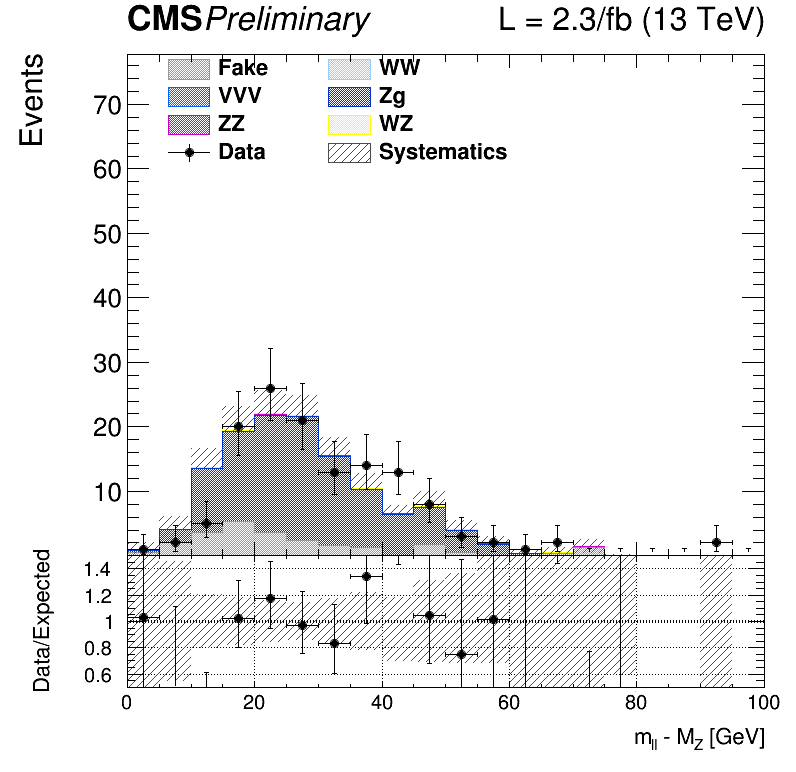 CMS Preliminary L = 2.3/fb (13 TeV)
Events
Fake WW
VVV Zg
ZZ WZ
Data Systematics
70
60
50
40
30
20
10
Data/Expected
1.4
1.2
1
0.8
0.6
0 20 40 60 80 100
m_ll - M_Z [GeV]